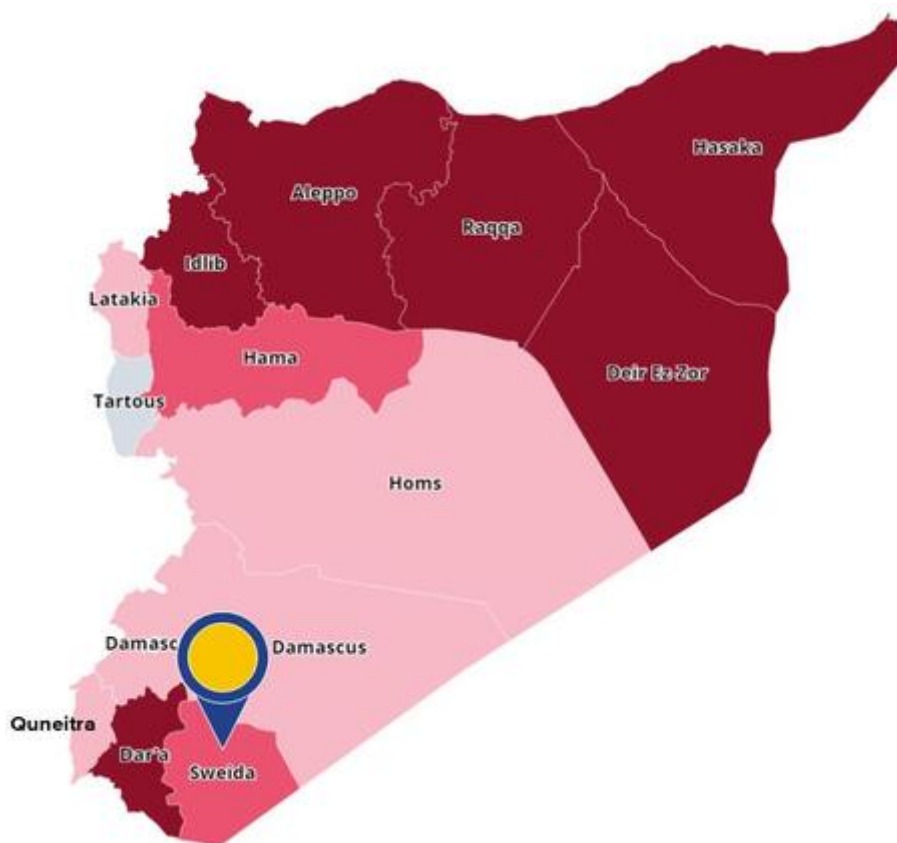 Hasaka
Aleppo
Raqqa
Idlib
Latakia
Hama
Deir Ez-Zor
Tartous
Homs
Damasc
Damascus
Quneitra
Dar'a
Sweida